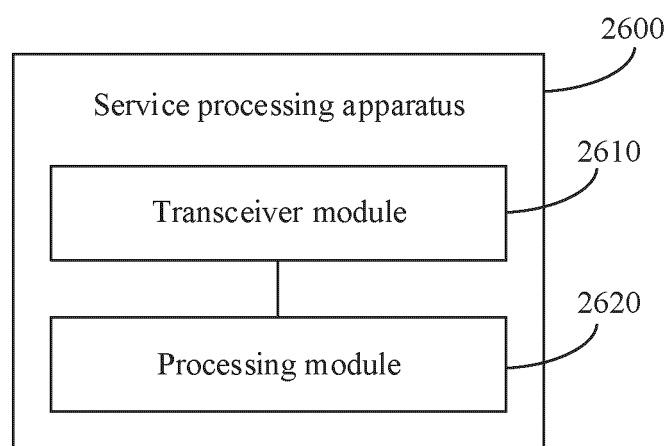 2600
Service processing apparatus
2610
Transceiver module
2620
Processing module